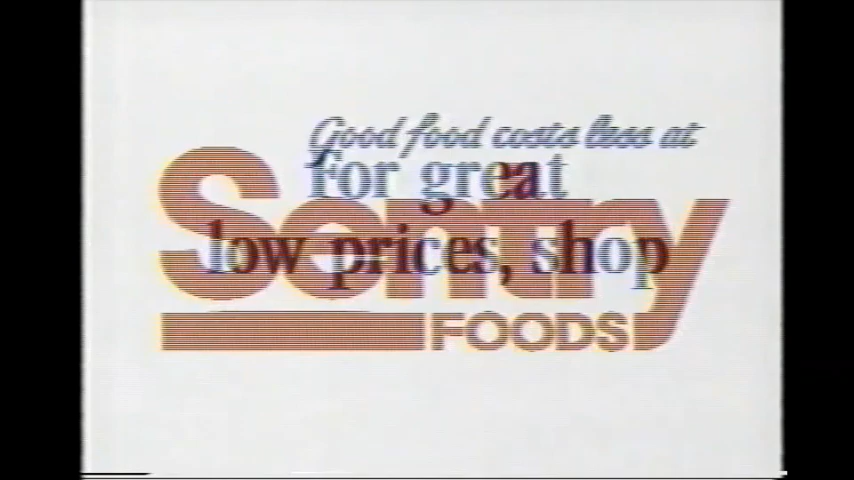 Good food costs less at
For great
Sentry
low prices, shop
FOODS